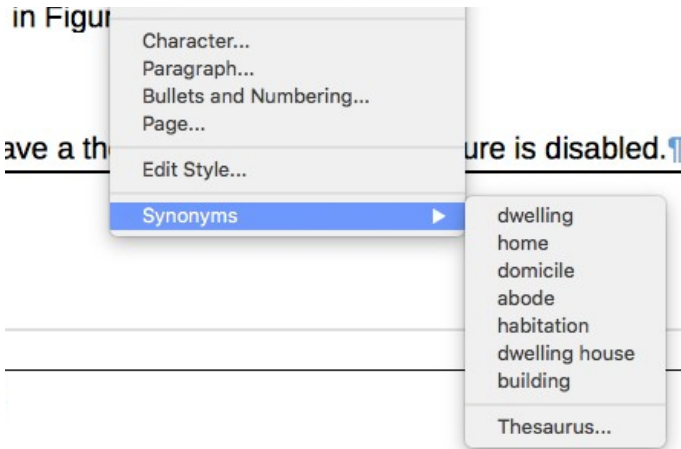 in Figur
Character...
Paragraph...
Bullets and Numbering...
Page...
ave a th
ure is disabled.¶
Edit Style...
Synonyms
dwelling
home
domicile
abode
habitation
dwelling house
building
Thesaurus...